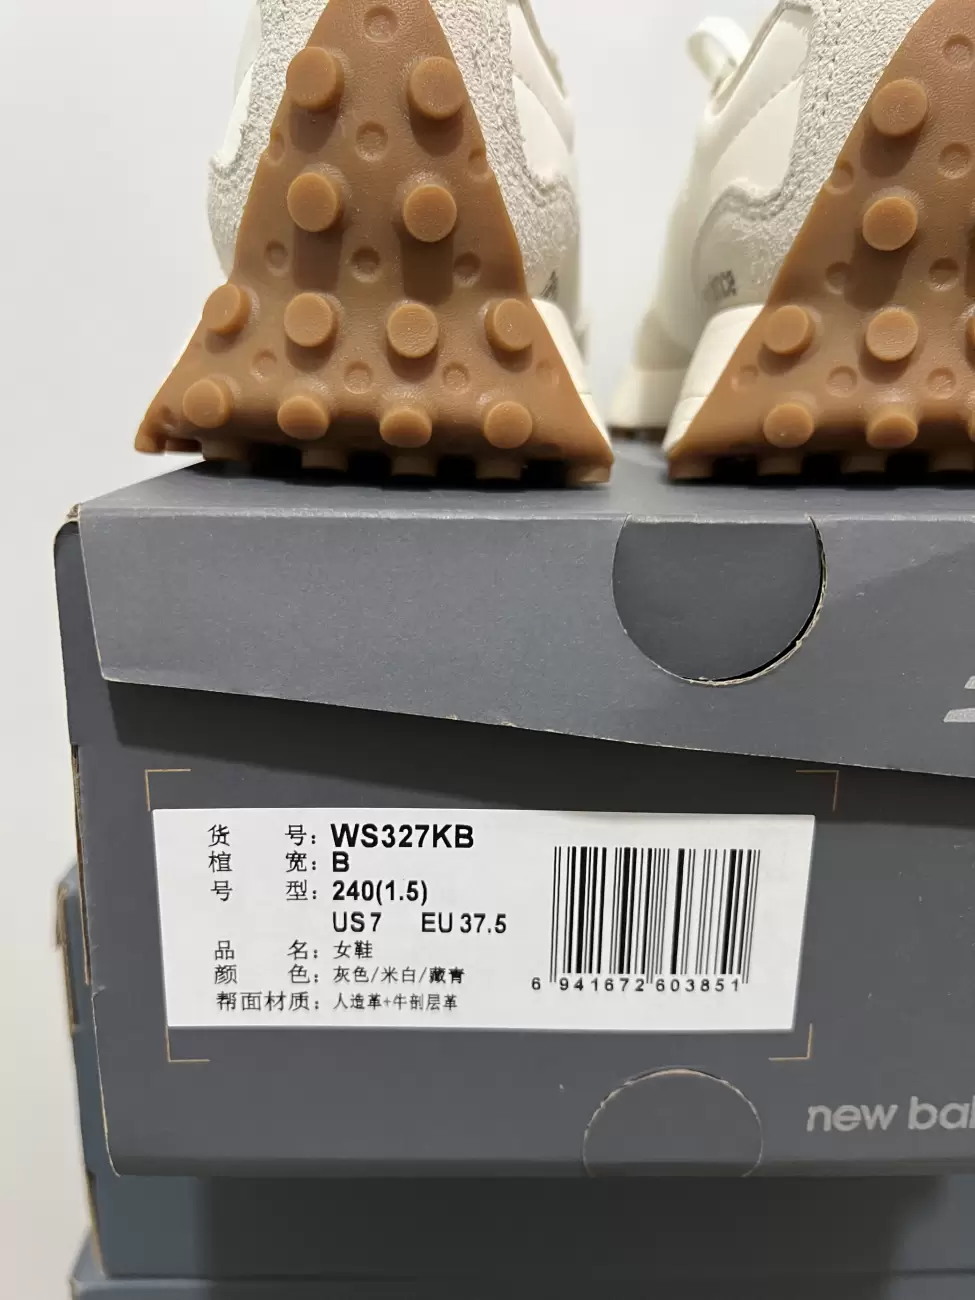 货 号：WS327KB
楦 宽：B
号 型：240(1.5)
US 7 EU 37.5
品 名：女鞋
颜 色：灰色/米白/藏青
帮面材质：人造革+牛剖层革
6 941672 603851
new bal